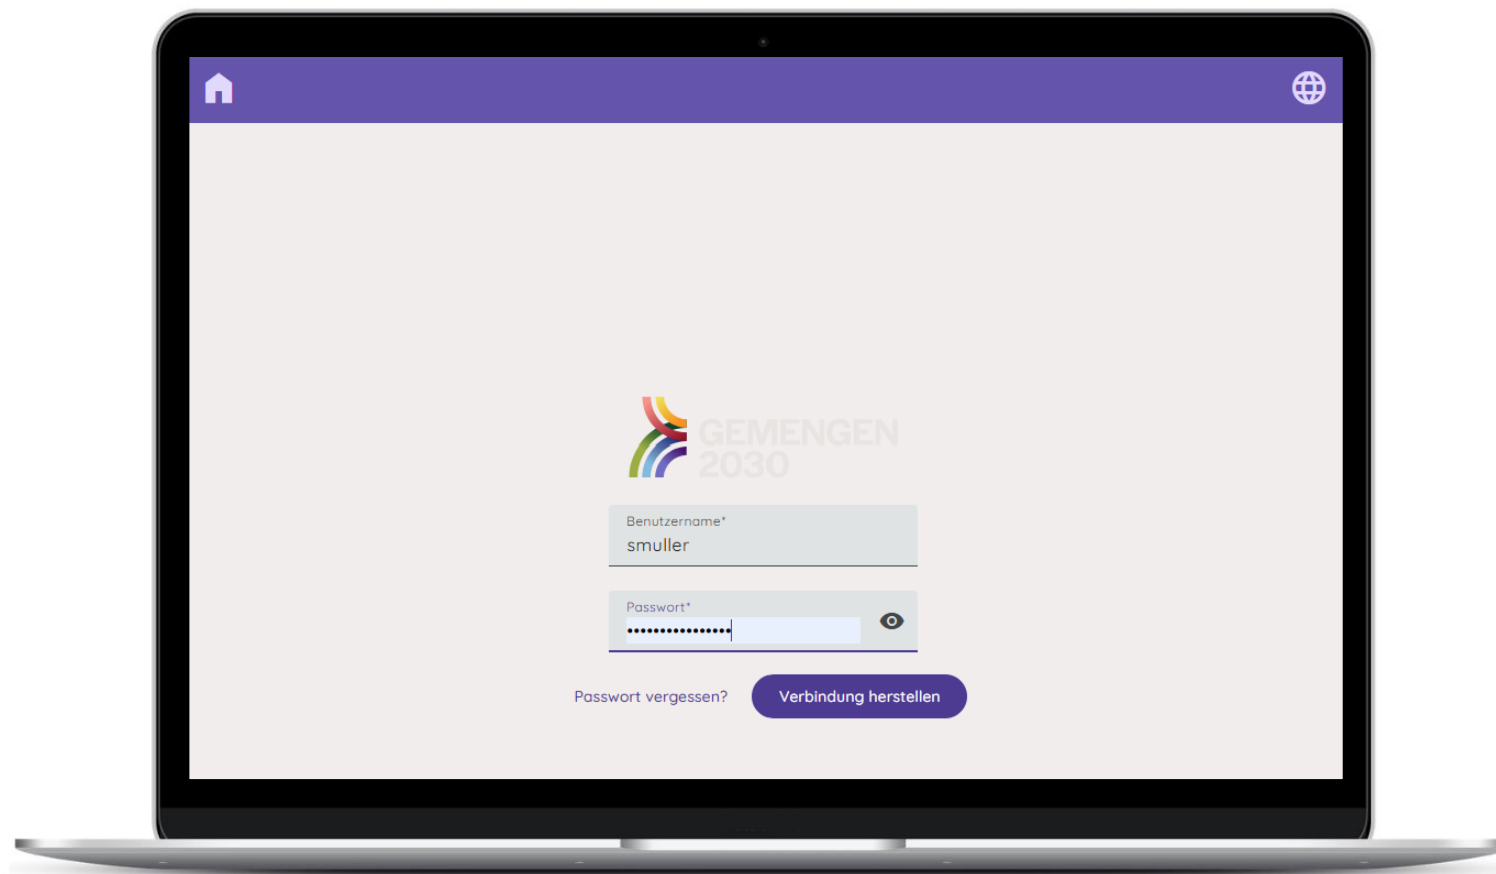 GEMENGEN
2030
Benutzername*
smuller
Passwort*
••••••••••••••••
Passwort vergessen?
Verbindung herstellen